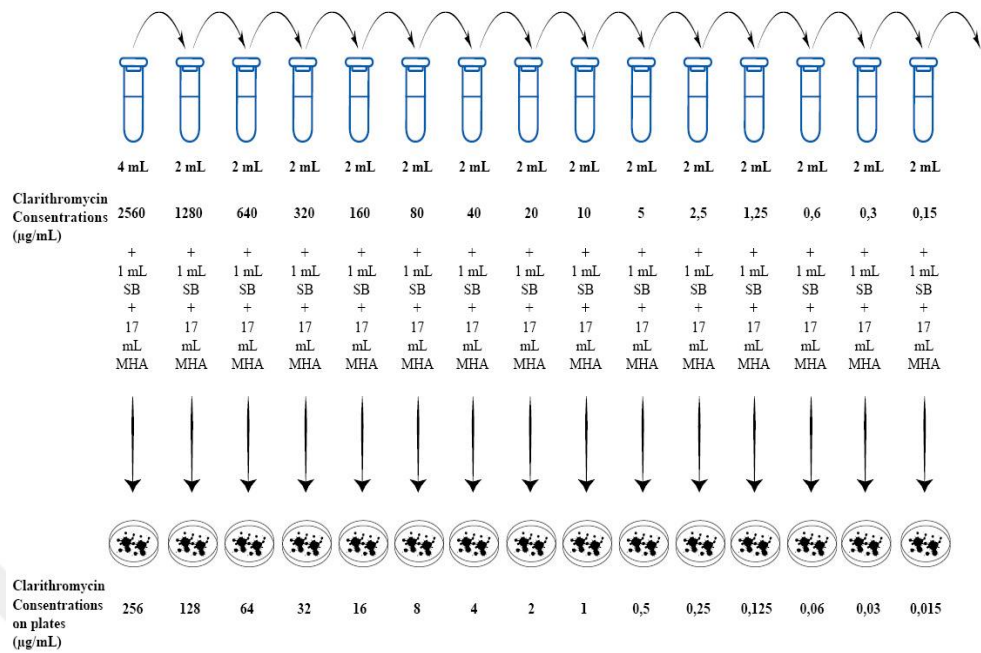 4 mL 2 mL 2 mL 2 mL 2 mL 2 mL 2 mL 2 mL 2 mL 2 mL 2 mL 2 mL 2 mL 2 mL 2 mL
Clarithromycin
Consentrations
(µg/mL)
2560 1280 640 320 160 80 40 20 10 5 2,5 1,25 0,6 0,3 0,15
+ + + + + + + + + + + + + + +
1 mL 1 mL 1 mL 1 mL 1 mL 1 mL 1 mL 1 mL 1 mL 1 mL 1 mL 1 mL 1 mL 1 mL 1 mL
SB SB SB SB SB SB SB SB SB SB SB SB SB SB SB
+ + + + + + + + + + + + + + +
17 17 17 17 17 17 17 17 17 17 17 17 17 17 17
mL mL mL mL mL mL mL mL mL mL mL mL mL mL mL
MHA MHA MHA MHA MHA MHA MHA MHA MHA MHA MHA MHA MHA MHA MHA
Clarithromycin
Consentrations
on plates
(µg/mL)
256 128 64 32 16 8 4 2 1 0,5 0,25 0,125 0,06 0,03 0,015